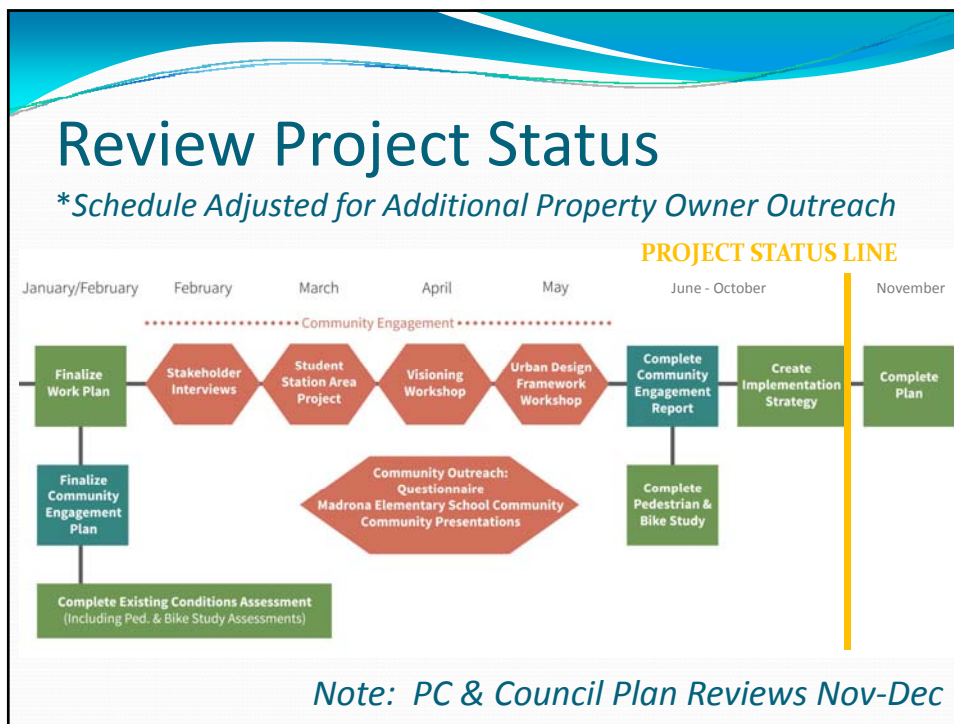 Review Project Status
*Schedule Adjusted for Additional Property Owner Outreach
PROJECT STATUS LINE
January/February
February
March
April
May
June - October
November
Community Engagement
Finalize
Work Plan
Stakeholder
Interviews
Student
Station Area
Project
Visioning
Workshop
Urban Design
Framework
Workshop
Complete
Community
Engagement
Report
Create
Implementation
Strategy
Complete
Plan
Finalize
Community
Engagement
Plan
Community Outreach:
Questionnaire
Madrona Elementary School Community
Community Presentations
Complete
Pedestrian &
Bike Study
Complete Existing Conditions Assessment
(Including Ped. & Bike Study Assessments)
Note: PC & Council Plan Reviews Nov-Dec